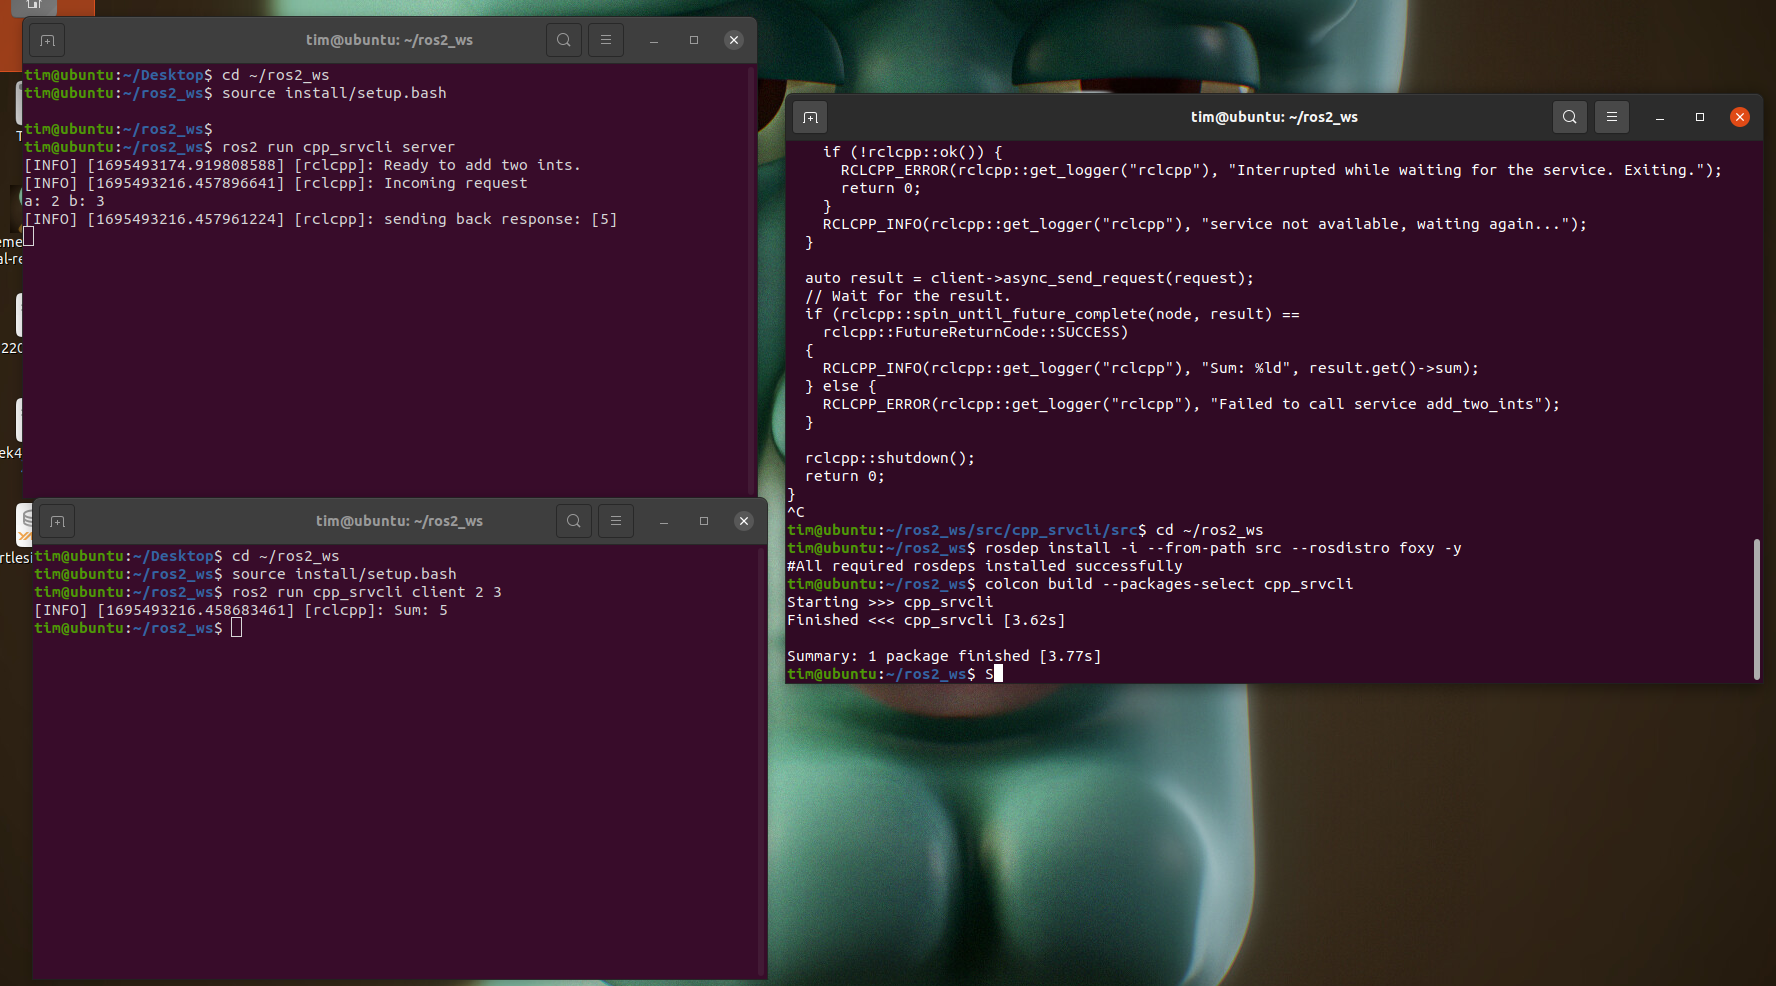 tim@ubuntu: ~/ros2_ws
tim@ubuntu:~/Desktop$ cd ~/ros2_ws
tim@ubuntu:~/ros2_ws$ source install/setup.bash
tim@ubuntu:~/ros2_ws$
tim@ubuntu:~/ros2_ws$ ros2 run cpp_srvcli server
[INFO] [1695493174.919808588] [rclcpp]: Ready to add two ints.
[INFO] [1695493216.457896641] [rclcpp]: Incoming request
a: 2 b: 3
[INFO] [1695493216.457961224] [rclcpp]: sending back response: [5]
tim@ubuntu: ~/ros2_ws
tim@ubuntu:~/Desktop$ cd ~/ros2_ws
tim@ubuntu:~/ros2_ws$ source install/setup.bash
tim@ubuntu:~/ros2_ws$ ros2 run cpp_srvcli client 2 3
[INFO] [1695493216.458683461] [rclcpp]: Sum: 5
tim@ubuntu:~/ros2_ws$
tim@ubuntu: ~/ros2_ws
    if (!rclcpp::ok()) {
      RCLCPP_ERROR(rclcpp::get_logger("rclcpp"), "Interrupted while waiting for the service. Exiting.");
      return 0;
    }
    RCLCPP_INFO(rclcpp::get_logger("rclcpp"), "service not available, waiting again...");
  }
  auto result = client->async_send_request(request);
  // Wait for the result.
  if (rclcpp::spin_until_future_complete(node, result) ==
    rclcpp::FutureReturnCode::SUCCESS)
  {
    RCLCPP_INFO(rclcpp::get_logger("rclcpp"), "Sum: %ld", result.get()->sum);
  } else {
    RCLCPP_ERROR(rclcpp::get_logger("rclcpp"), "Failed to call service add_two_ints");
  }
  rclcpp::shutdown();
  return 0;
}
^C
tim@ubuntu:~/ros2_ws/src/cpp_srvcli/src$ cd ~/ros2_ws
tim@ubuntu:~/ros2_ws$ rosdep install -i --from-path src --rosdistro foxy -y
#All required rosdeps installed successfully
tim@ubuntu:~/ros2_ws$ colcon build --packages-select cpp_srvcli
Starting >>> cpp_srvcli
Finished <<< cpp_srvcli [3.62s]
Summary: 1 package finished [3.77s]
tim@ubuntu:~/ros2_ws$ S